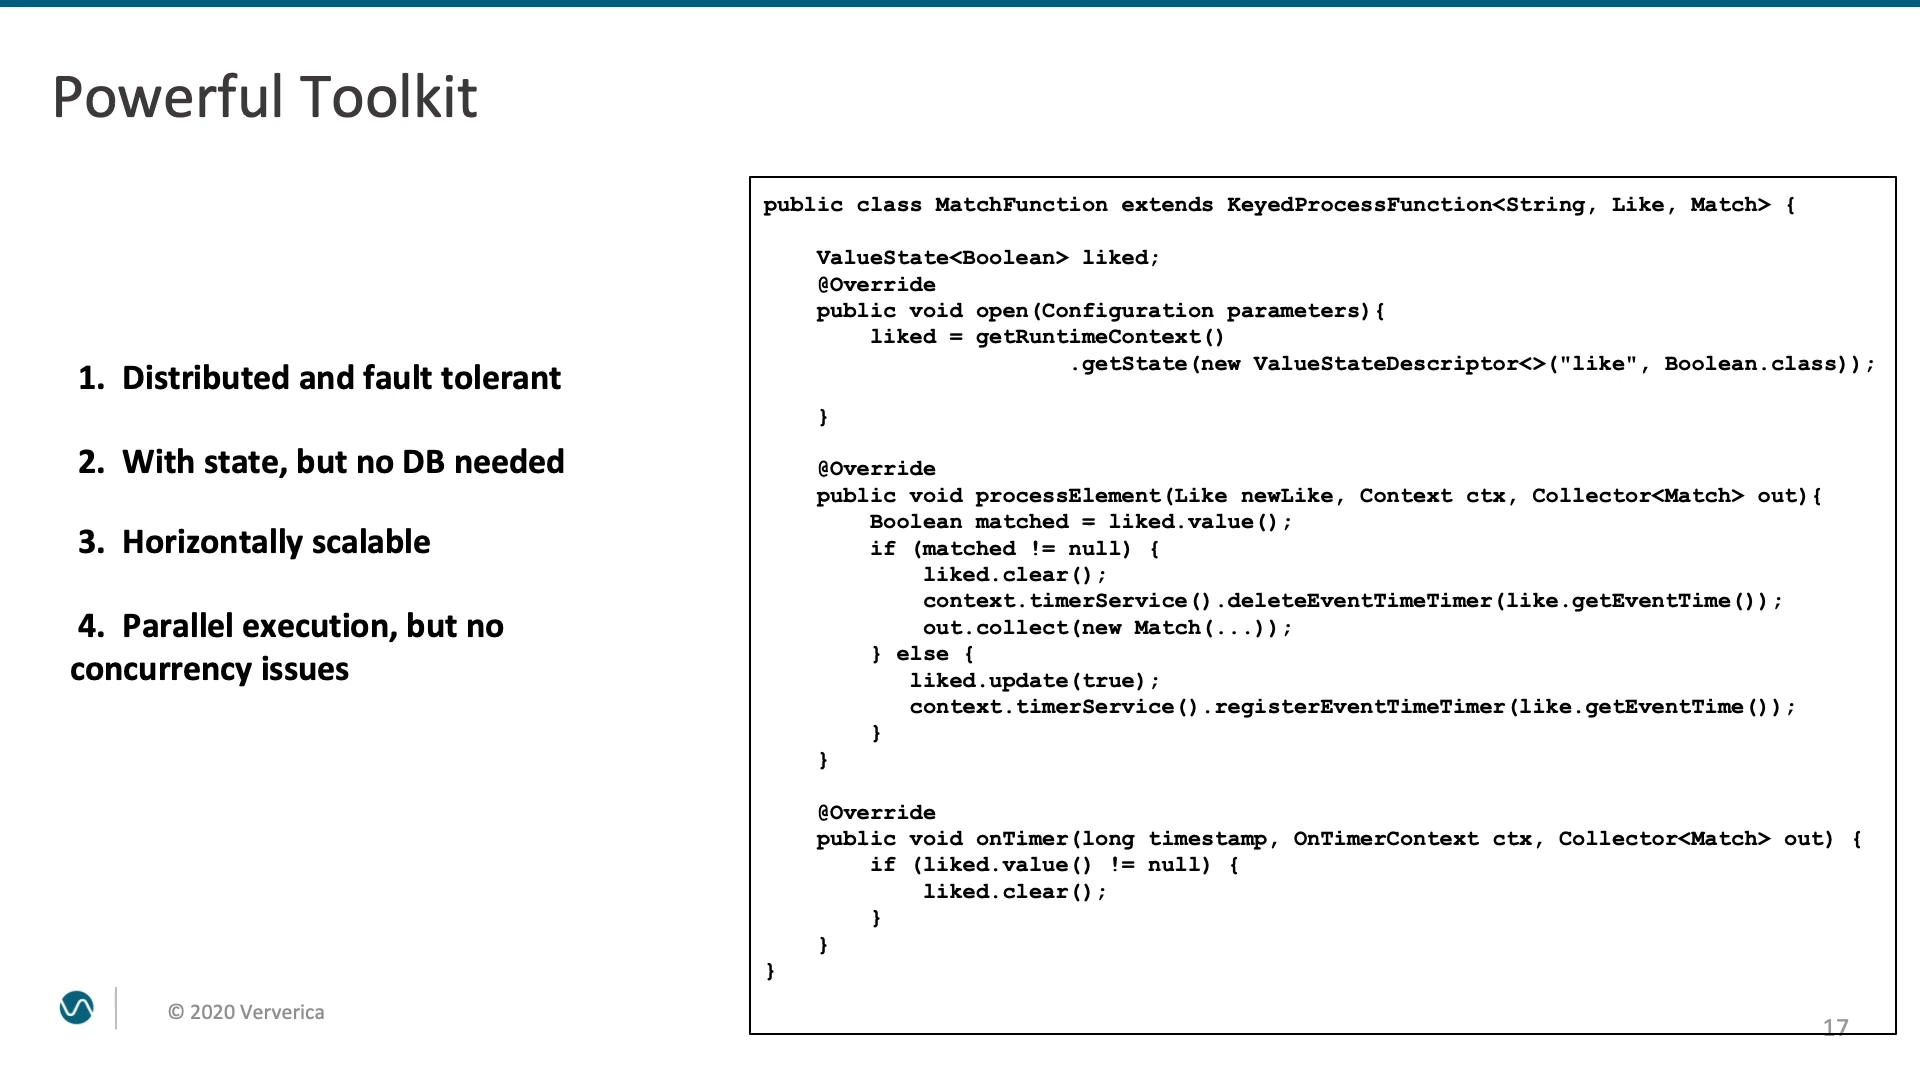 Powerful Toolkit
1. Distributed and fault tolerant
2. With state, but no DB needed
3. Horizontally scalable
4. Parallel execution, but no
concurrency issues
public class MatchFunction extends KeyedProcessFunction<String, Like, Match> {
    ValueState<Boolean> liked;
    @Override
    public void open(Configuration parameters){
        liked = getRuntimeContext()
                       .getState(new ValueStateDescriptor<>("like", Boolean.class));
    }
    @Override
    public void processElement(Like newLike, Context ctx, Collector<Match> out){
        Boolean matched = liked.value();
        if (matched != null) {
            liked.clear();
            context.timerService().deleteEventTimeTimer(like.getEventTime());
            out.collect(new Match(...));
        } else {
           liked.update(true);
           context.timerService().registerEventTimeTimer(like.getEventTime());
        }
    }
    @Override
    public void onTimer(long timestamp, OnTimerContext ctx, Collector<Match> out) {
        if (liked.value() != null) {
            liked.clear();
        }
    }
}
© 2020 Ververica
17